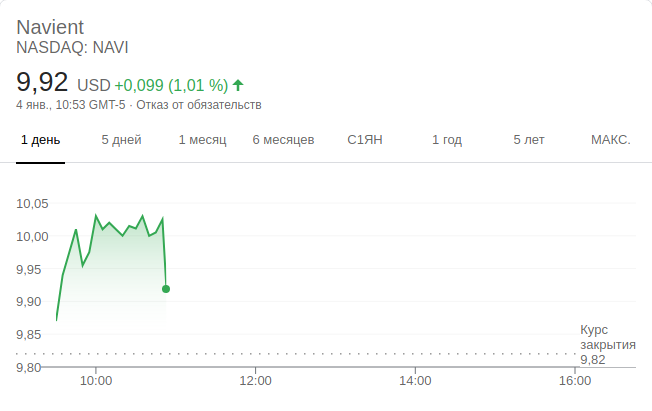 Navient
NASDAQ: NAVI
9,92 USD +0,099 (1,01 %)
4 янв., 10:53 GMT-5 · Отказ от обязательств
1 день 5 дней 1 месяц 6 месяцев С1ЯН 1 год 5 лет МАКС.
10,05
10,00
9,95
9,90
9,85
9,80
Курс
закрытия
9,82
10:00 12:00 14:00 16:00